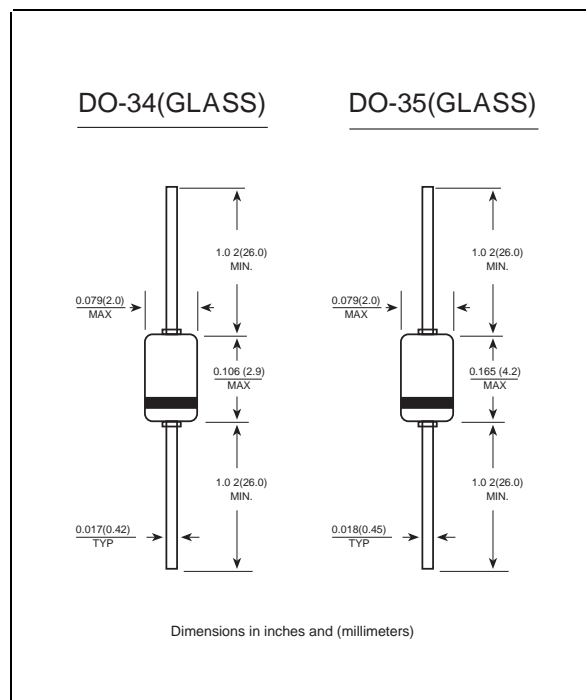 DO-34(GLASS)
DO-35(GLASS)
1.0 2(26.0)
MIN.
0.079(2.0)
MAX
0.106 (2.9)
MAX
1.0 2(26.0)
MIN.
0.017(0.42)
TYP
1.0 2(26.0)
MIN.
0.079(2.0)
MAX
0.165 (4.2)
MAX
1.0 2(26.0)
MIN.
0.018(0.45)
TYP
Dimensions in inches and (millimeters)